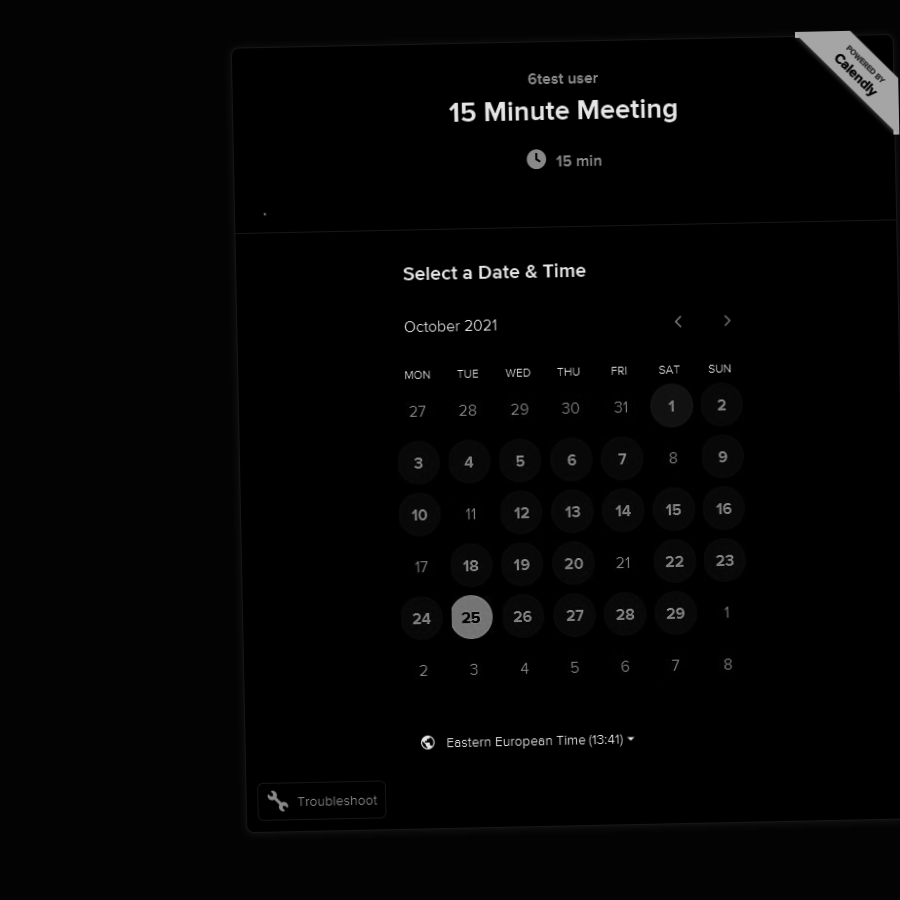 POWERED BY
Calendly
6test user
15 Minute Meeting
15 min
Select a Date & Time
October 2021
MON TUE WED THU FRI SAT SUN
27 28 29 30 31 1 2
3 4 5 6 7 8 9
10 11 12 13 14 15 16
17 18 19 20 21 22 23
24 25 26 27 28 29 1
2 3 4 5 6 7 8
Eastern European Time (13:41)
Troubleshoot